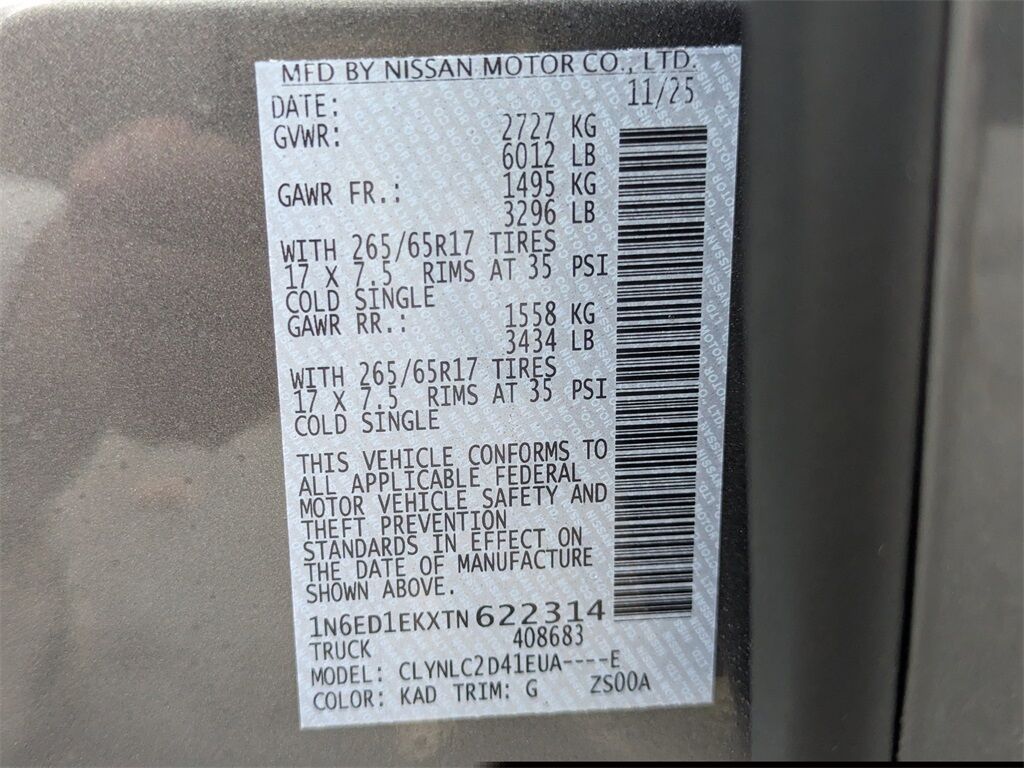 MFD BY NISSAN MOTOR CO., LTD.
DATE: 11/25
GVWR: 2727 KG
6012 LB
GAWR FR.: 1495 KG
3296 LB
WITH 265/65R17 TIRES
17 X 7.5 RIMS AT 35 PSI
COLD SINGLE
GAWR RR.: 1558 KG
3434 LB
WITH 265/65R17 TIRES
17 X 7.5 RIMS AT 35 PSI
COLD SINGLE
THIS VEHICLE CONFORMS TO
ALL APPLICABLE FEDERAL
MOTOR VEHICLE SAFETY AND
THEFT PREVENTION
STANDARDS IN EFFECT ON
THE DATE OF MANUFACTURE
SHOWN ABOVE.
1N6ED1EKXTN622314
TRUCK 408683
MODEL: CLYNLC2D41EUA----E
COLOR: KAD TRIM: G ZS00A